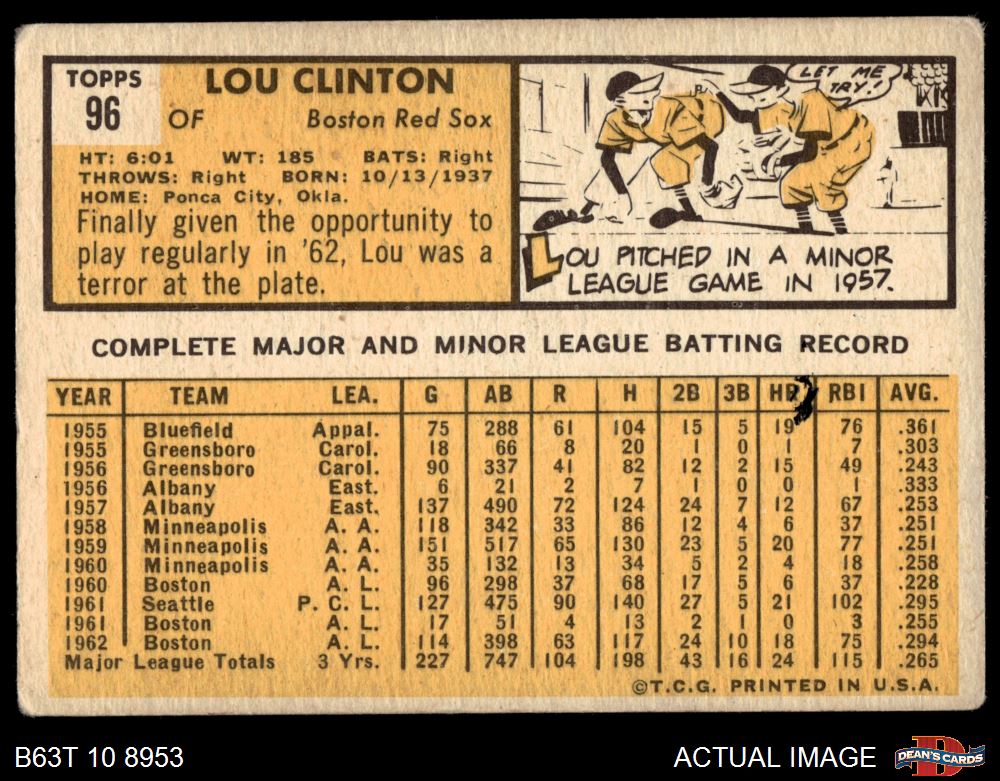 TOPPS
96
LOU CLINTON
OF Boston Red Sox
HT: 6:01 WT: 185 BATS: Right
THROWS: Right BORN: 10/13/1937
HOME: Ponca City, Okla.
Finally given the opportunity to
play regularly in '62, Lou was a
terror at the plate.
LET ME
TRY!
LOU PITCHED IN A MINOR
LEAGUE GAME IN 1957.
COMPLETE MAJOR AND MINOR LEAGUE BATTING RECORD
YEAR TEAM LEA. G AB R H 2B 3B HR RBI AVG.
1955 Bluefield Appal. 75 288 61 104 15 5 19 76 .361
1955 Greensboro Carol. 18 66 8 20 1 0 1 7 .303
1956 Greensboro Carol. 90 337 41 82 12 2 15 49 .243
1956 Albany East. 6 21 2 7 1 0 0 1 .333
1957 Albany East. 137 490 72 124 24 7 12 67 .253
1958 Minneapolis A. A. 118 342 33 86 12 4 6 37 .251
1959 Minneapolis A. A. 151 517 65 130 23 5 20 77 .251
1960 Minneapolis A. A. 35 132 13 34 5 2 4 18 .258
1960 Boston A. L. 96 298 37 68 17 5 6 37 .228
1961 Seattle P. C. L. 127 475 90 140 27 5 21 102 .295
1961 Boston A. L. 17 51 4 13 2 1 0 3 .255
1962 Boston A. L. 114 398 63 117 24 10 18 75 .294
Major League Totals 3 Yrs. 227 747 104 198 43 16 24 115 .265
©T.C.G. PRINTED IN U.S.A.
B63T 10 8953 ACTUAL IMAGE
DEAN'S CARDS